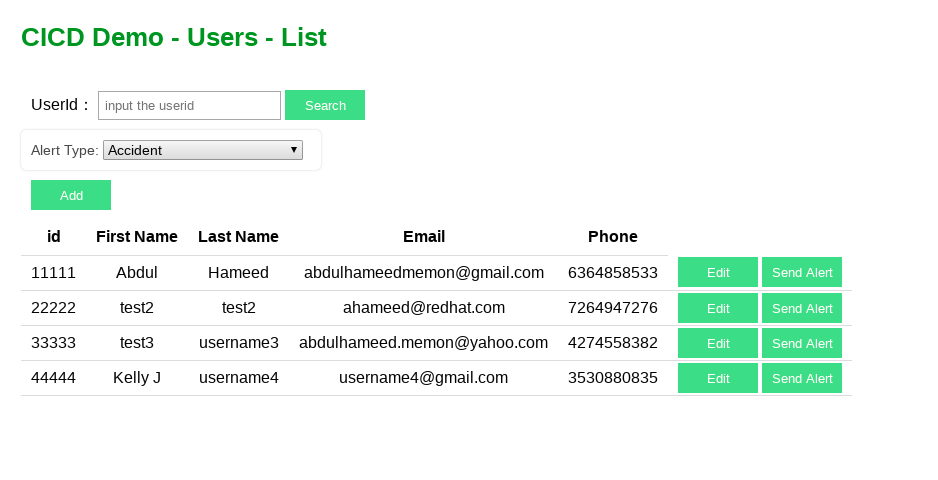 CICD Demo - Users - List
UserId： input the userid Search
Alert Type: Accident
Add
id First Name Last Name Email Phone
11111 Abdul Hameed abdulhameedmemon@gmail.com 6364858533 Edit Send Alert
22222 test2 test2 ahameed@redhat.com 7264947276 Edit Send Alert
33333 test3 username3 abdulhameed.memon@yahoo.com 4274558382 Edit Send Alert
44444 Kelly J username4 username4@gmail.com 3530880835 Edit Send Alert